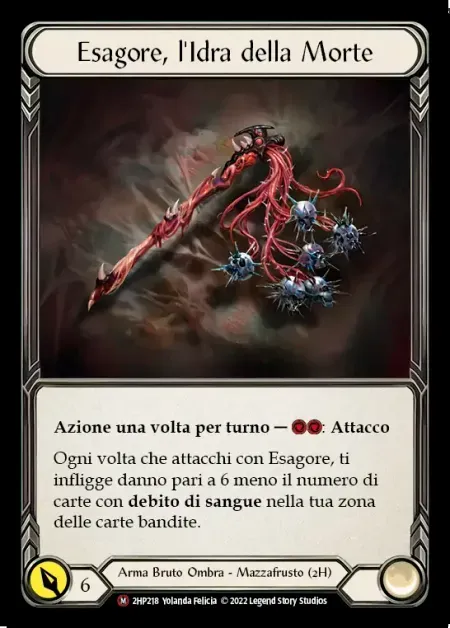 Esagore, l'Idra della Morte
Azione una volta per turno — : Attacco
Ogni volta che attacchi con Esagore, ti
infligge danno pari a 6 meno il numero di
carte con debito di sangue nella tua zona
delle carte bandite.
6
Arma Bruto Ombra - Mazzafrusto (2H)
M 2HP218 Yolanda Felicia © 2022 Legend Story Studios